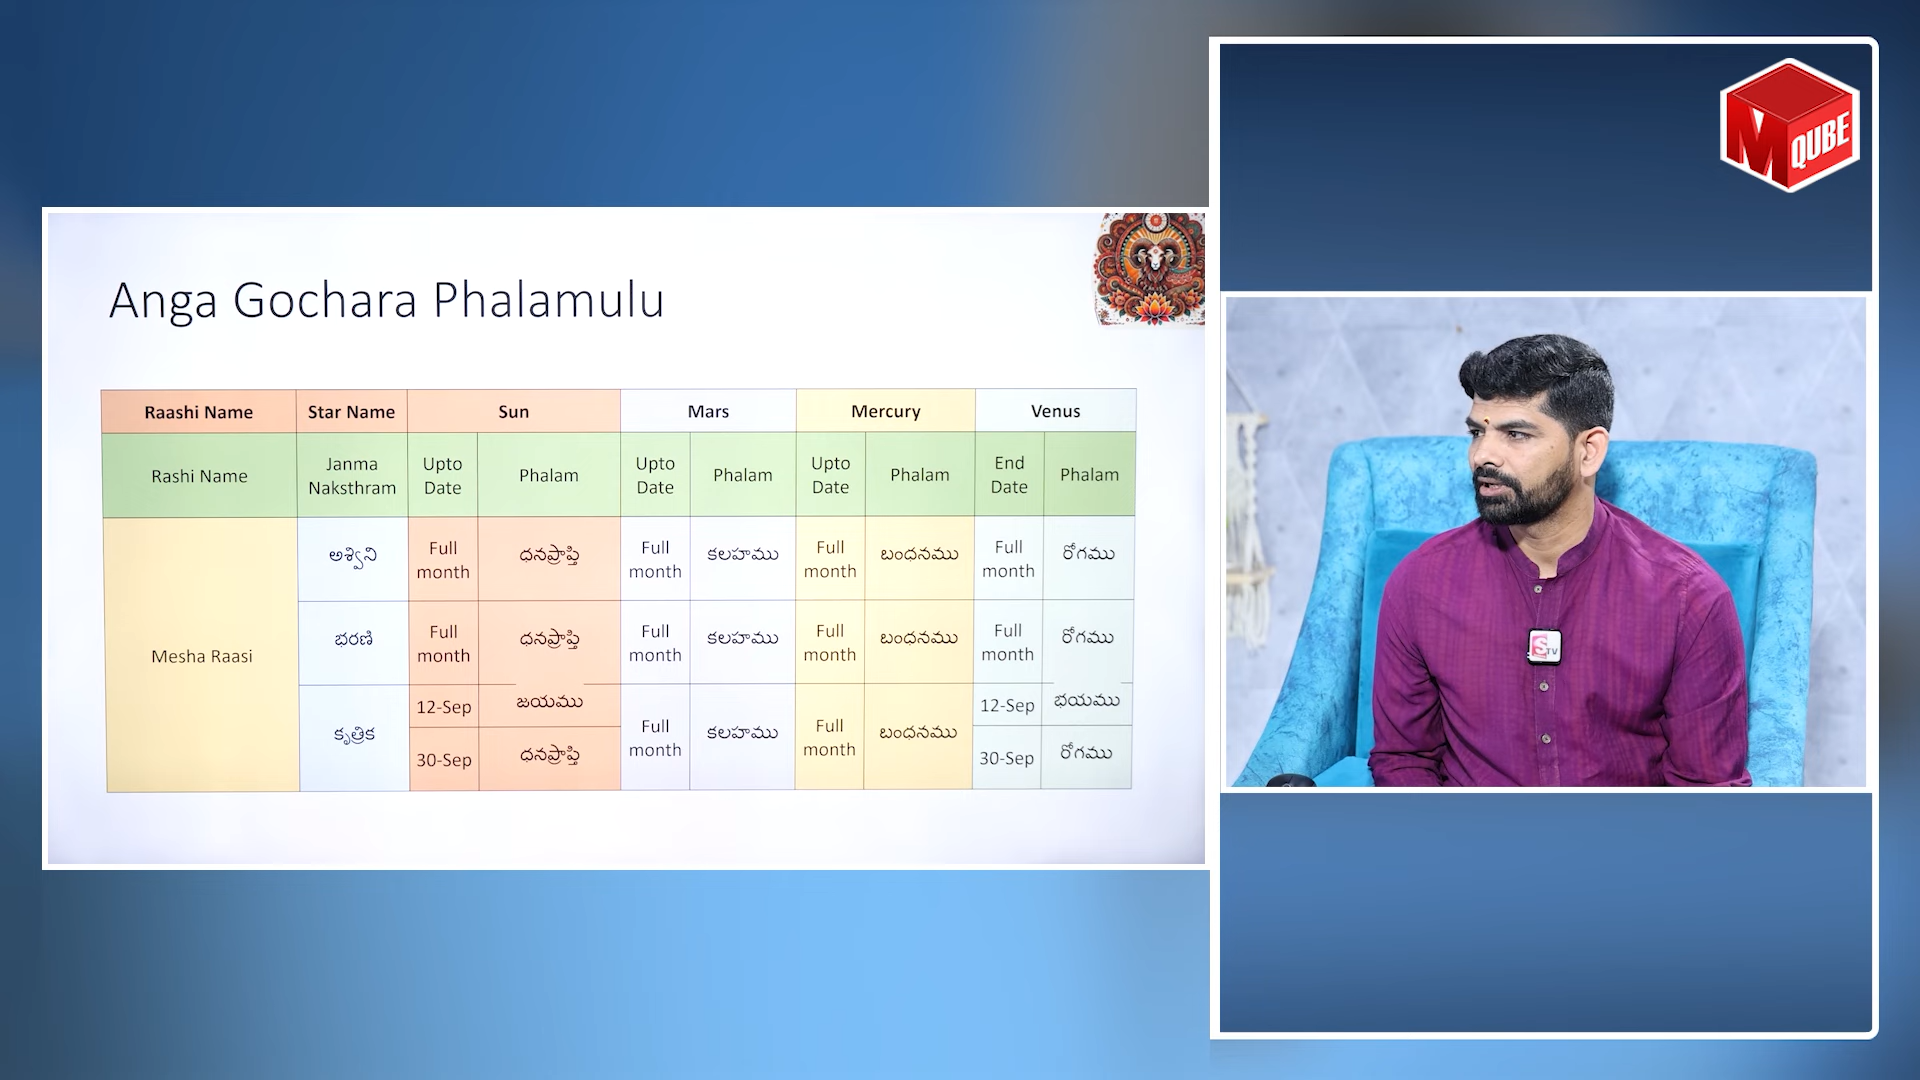 M QUBE
Anga Gochara Phalamulu
Raashi Name Star Name Sun Mars Mercury Venus
Rashi Name Janma Naksthram Upto Date Phalam Upto Date Phalam Upto Date Phalam End Date Phalam
Mesha Raasi
అశ్విని Full month ధనప్రాప్తి Full month కలహము Full month బంధనము Full month రోగము
భరణి Full month ధనప్రాప్తి Full month కలహము Full month బంధనము Full month రోగము
కృత్రిక 12-Sep జయము Full month కలహము Full month బంధనము 12-Sep భయము
30-Sep ధనప్రాప్తి 30-Sep రోగము
S TV